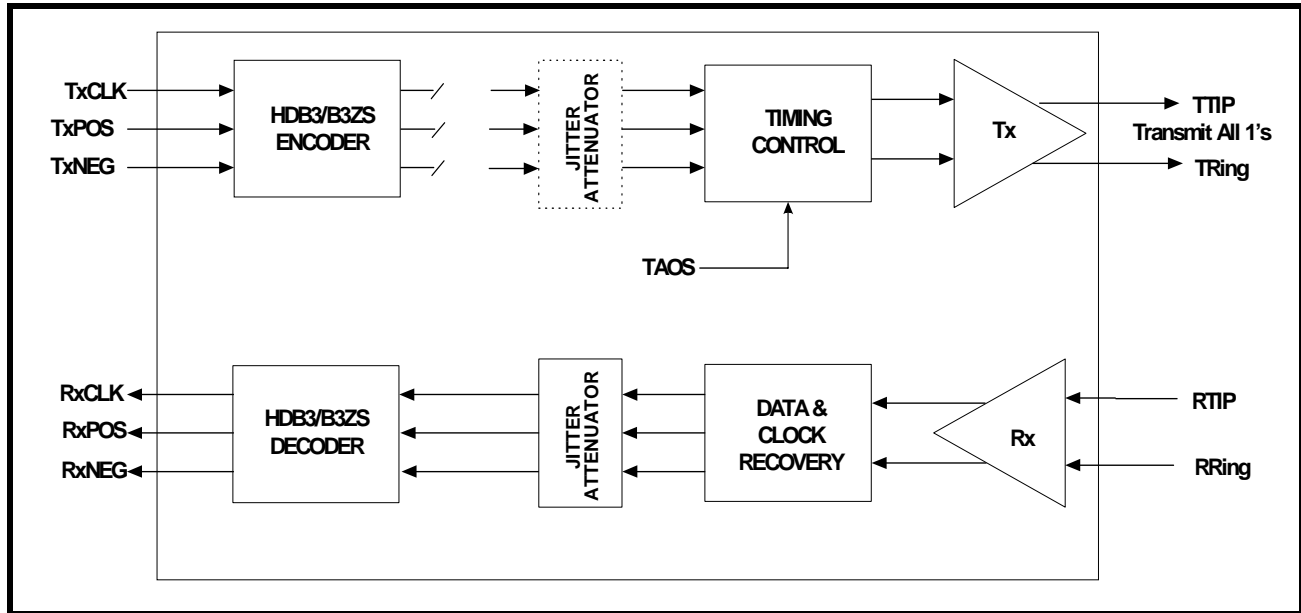 TxCLK
TxPOS
TxNEG
HDB3/B3ZS
ENCODER
JITTER
ATTENUATOR
TIMING
CONTROL
Tx
TTIP
Transmit All 1's
TRing
TAOS
RxCLK
RxPOS
RxNEG
HDB3/B3ZS
DECODER
JITTER
ATTENUATOR
DATA &
CLOCK
RECOVERY
Rx
RTIP
RRing